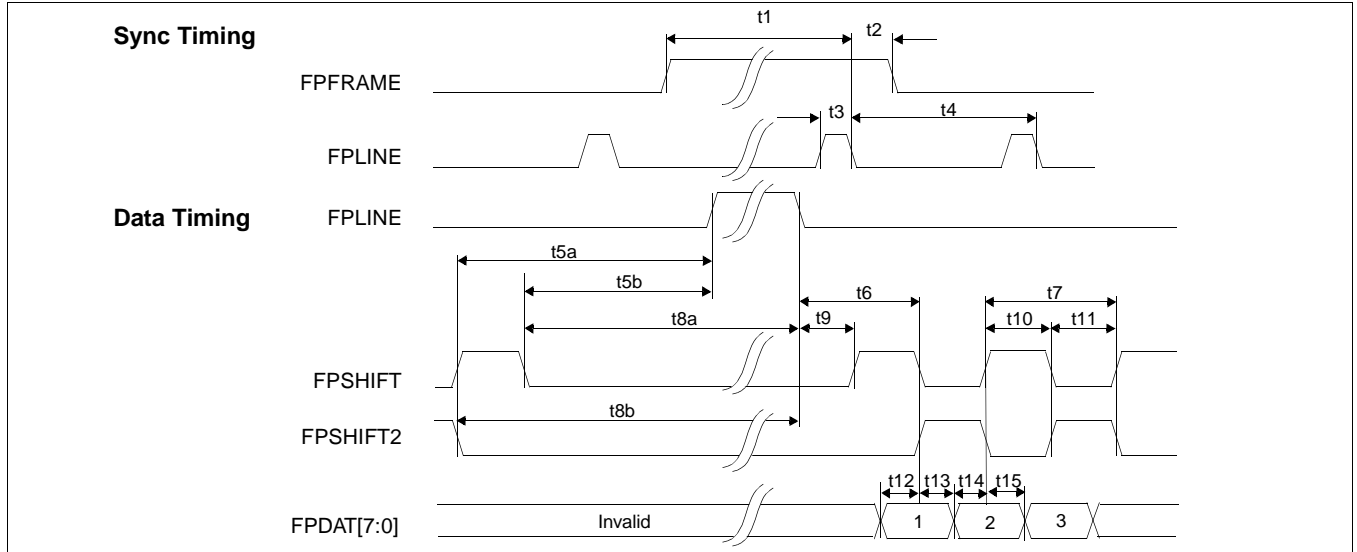 Sync Timing
t1
t2
FPFRAME
t3
t4
FPLINE
Data Timing
FPLINE
t5a
t5b
t6
t7
t8a
t9
t10
t11
FPSHIFT
t8b
FPSHIFT2
t12
t13
t14
t15
FPDAT[7:0]
Invalid
1
2
3